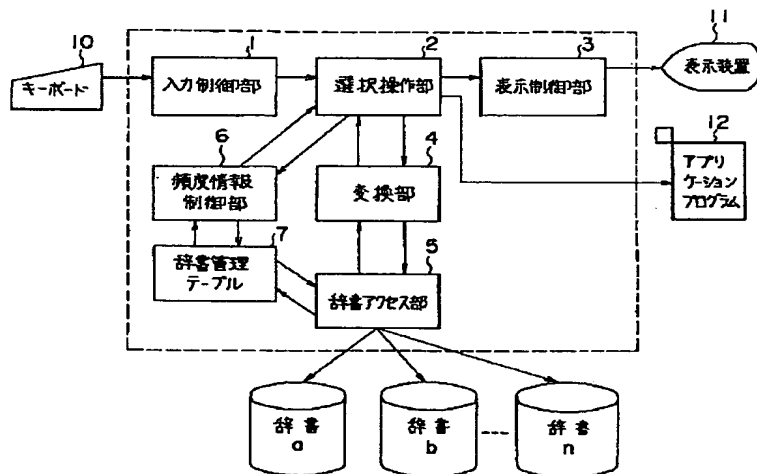 10
キーボード
1
入力制御部
2
選択操作部
3
表示制御部
11
表示装置
12
アプリ
ケーション
プログラム
6
頻度情報
制御部
4
変換部
7
辞書管理
テーブル
5
辞書アクセス部
辞書
a
辞書
b
辞書
n